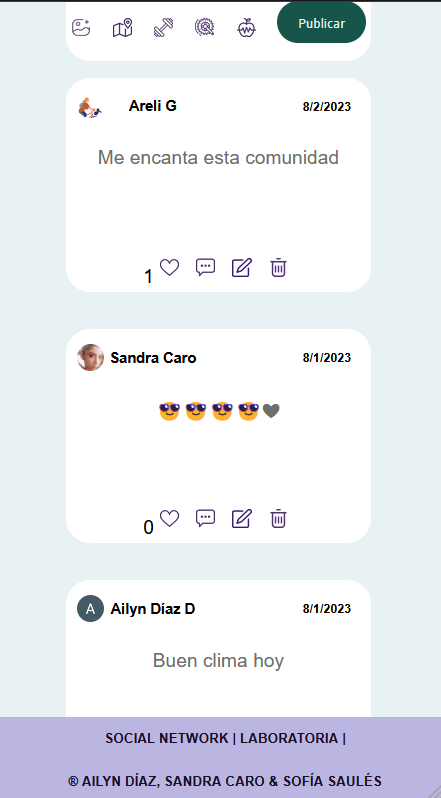 Publicar
Areli G 8/2/2023
Me encanta esta comunidad
1
Sandra Caro 8/1/2023
😎 😎 😎 😎🖤
0
A Ailyn Díaz D 8/1/2023
Buen clima hoy
SOCIAL NETWORK | LABORATORIA |
® AILYN DÍAZ, SANDRA CARO & SOFÍA SAULÉS